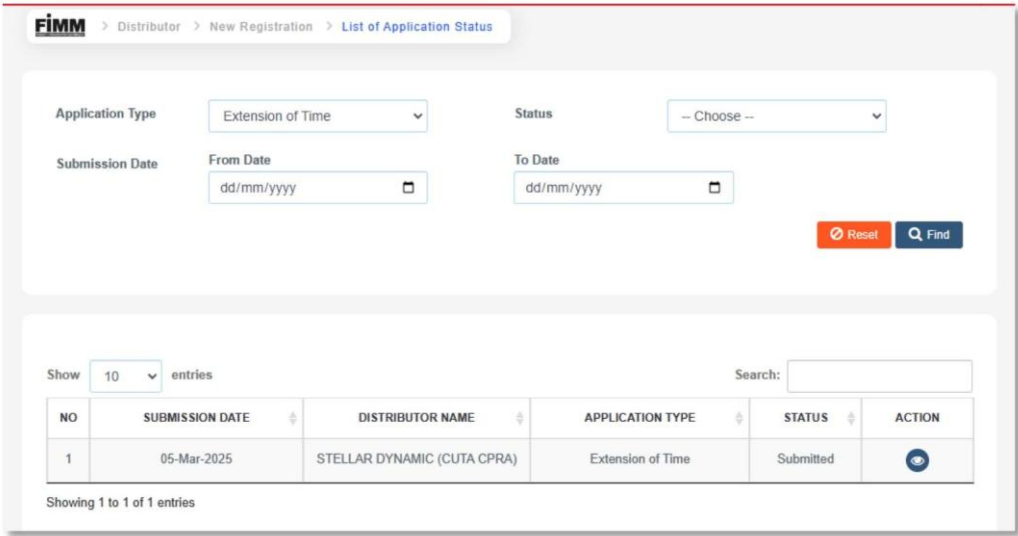 FiMM > Distributor > New Registration > List of Application Status
Application Type Extension of Time Status -- Choose --
Submission Date From Date To Date
dd/mm/yyyy dd/mm/yyyy
Reset Find
Show 10 entries Search:
NO SUBMISSION DATE DISTRIBUTOR NAME APPLICATION TYPE STATUS ACTION
1 05-Mar-2025 STELLAR DYNAMIC (CUTA CPRA) Extension of Time Submitted
Showing 1 to 1 of 1 entries